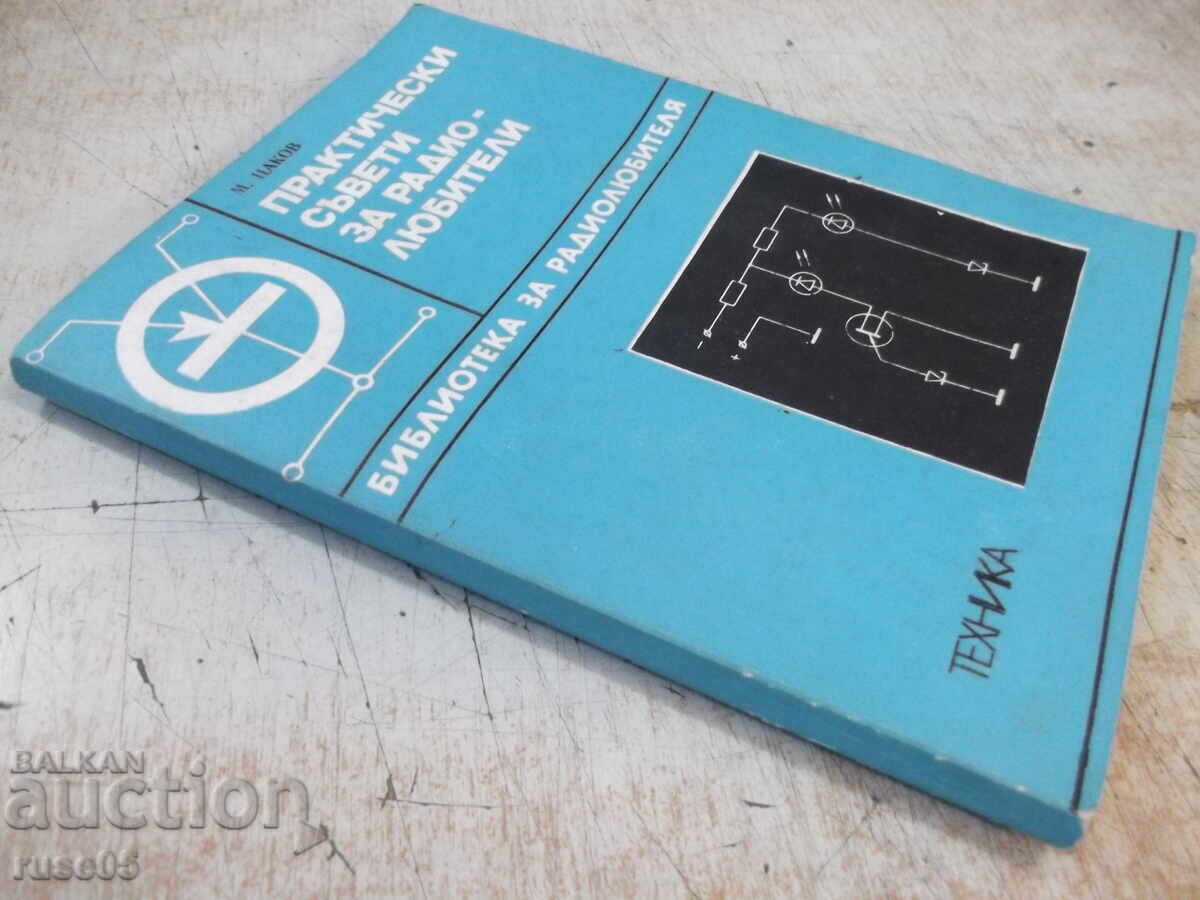 М. ЦАКОВ
ПРАКТИЧЕСКИ
СЪВЕТИ
ЗА РАДИО-
ЛЮБИТЕЛИ
БИБЛИОТЕКА ЗА РАДИОЛЮБИТЕЛЯ
- +
ТЕХНИКА
BALKAN
auction
ruse05